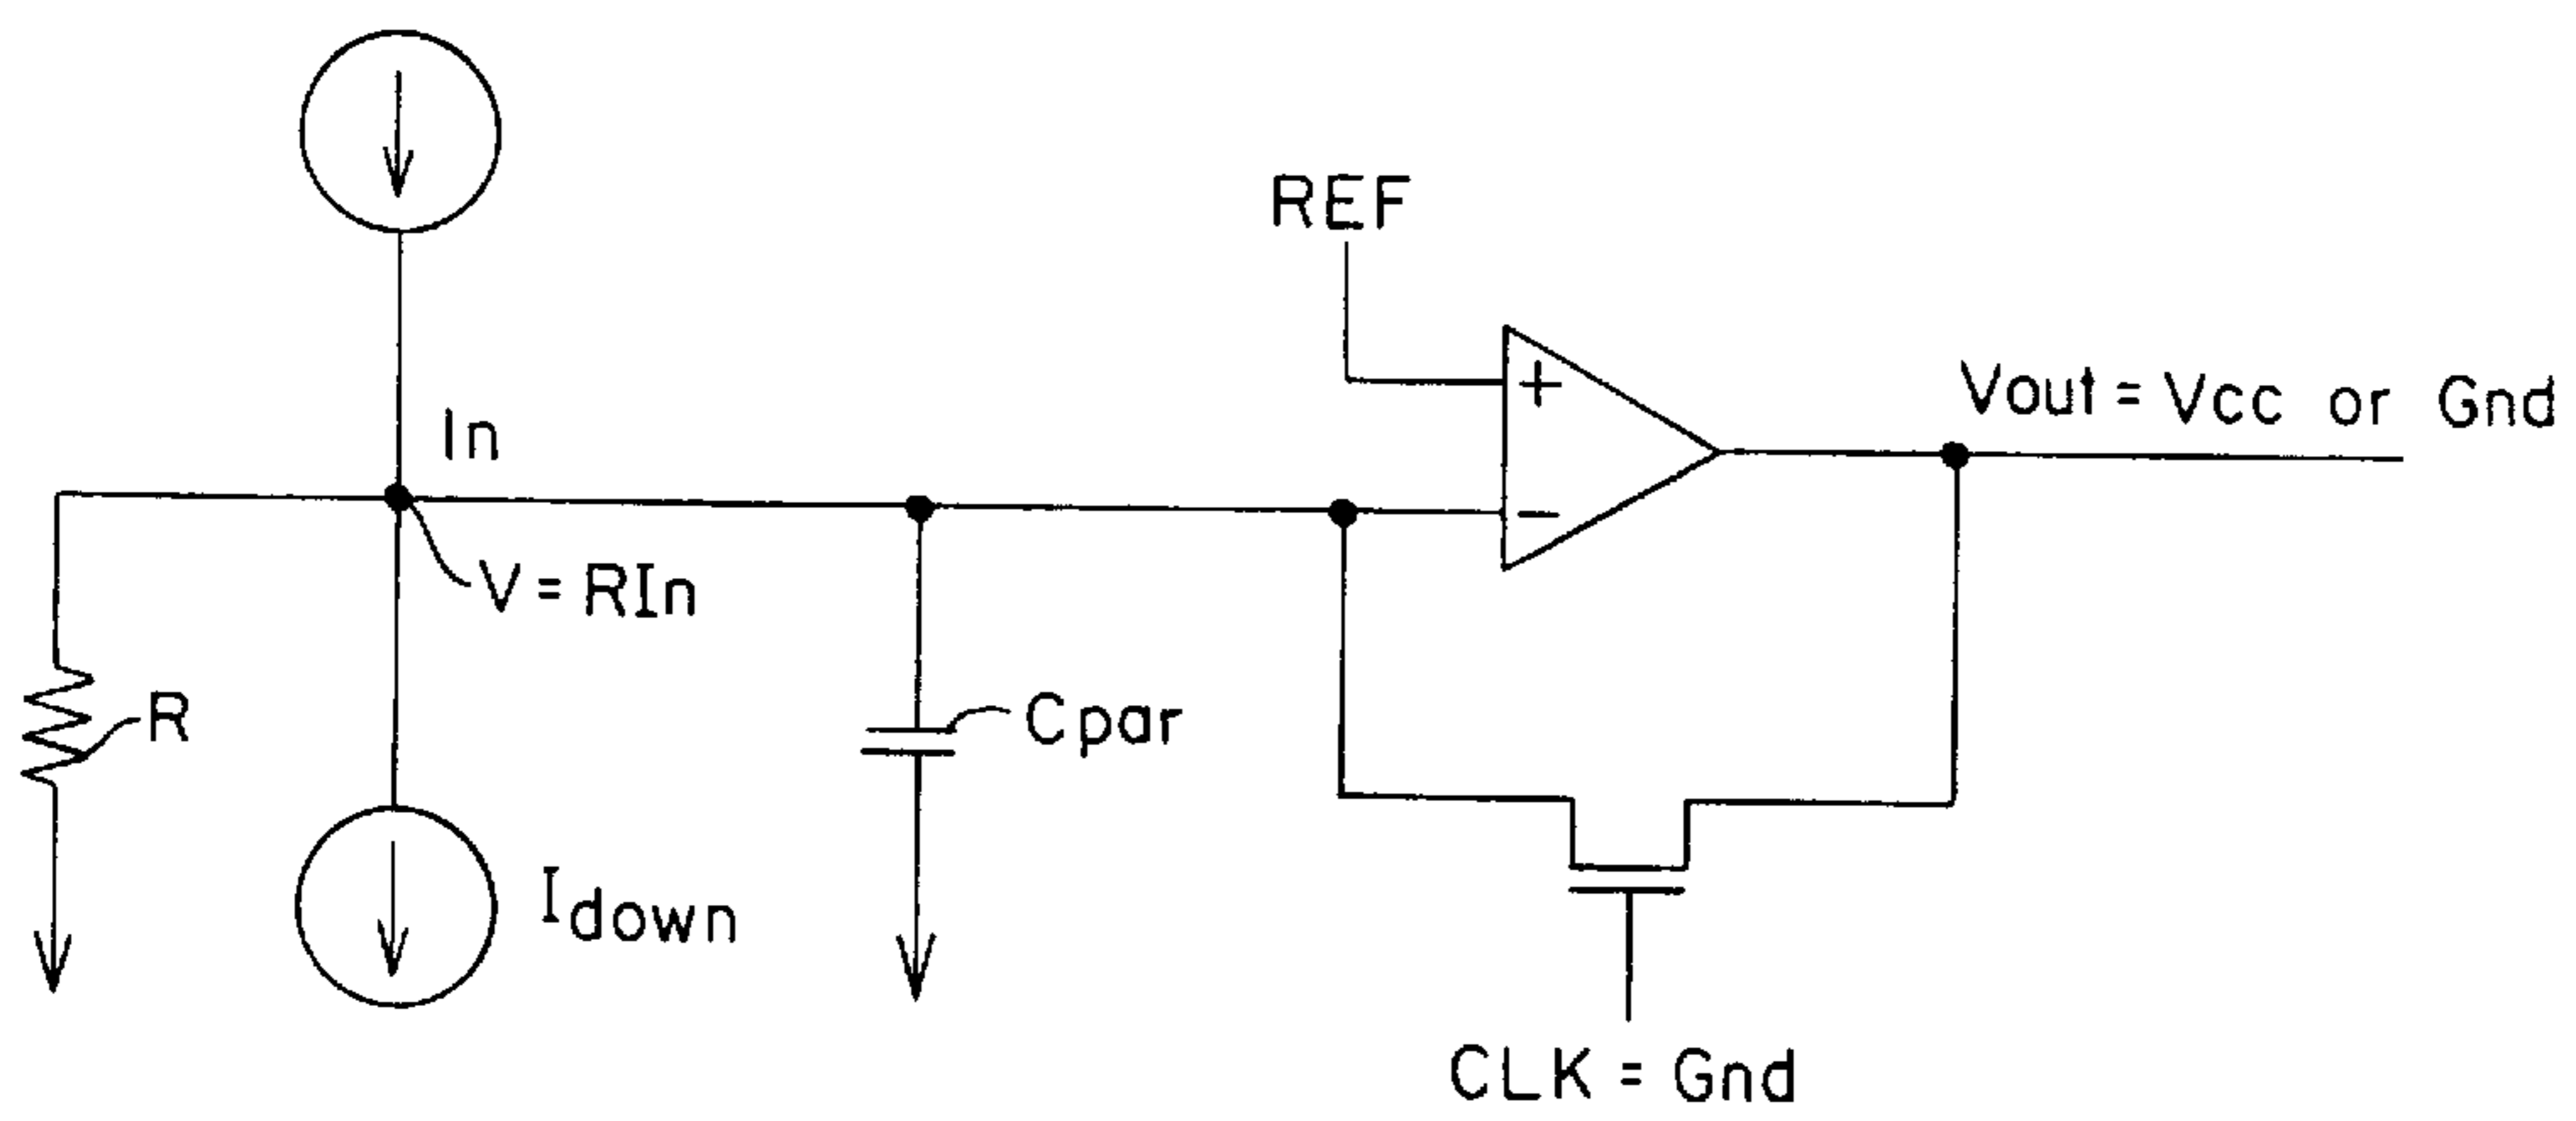 REF
+
Vout = Vcc or Gnd
In
−
V = RIn
R
Cpar
Idown
CLK = Gnd